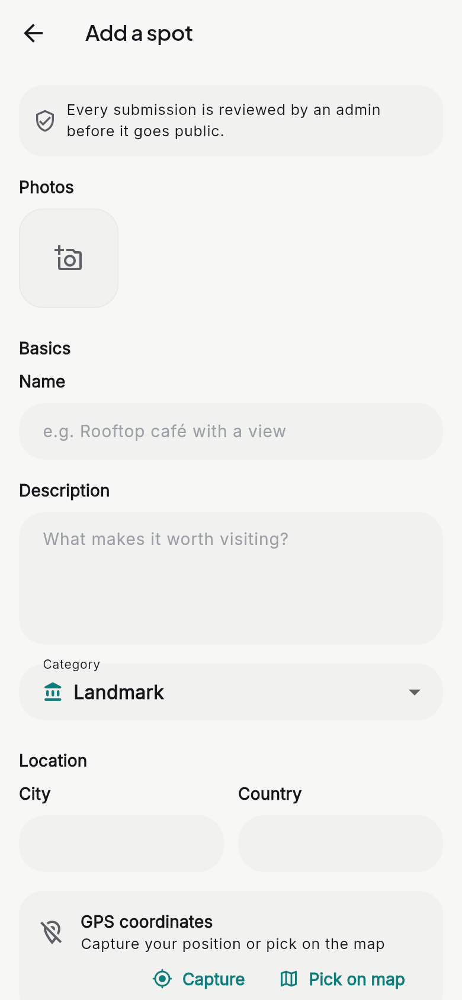 Add a spot
Every submission is reviewed by an admin
before it goes public.
Photos
Basics
Name
e.g. Rooftop café with a view
Description
What makes it worth visiting?
Category
Landmark
Location
City
Country
GPS coordinates
Capture your position or pick on the map
Capture
Pick on map